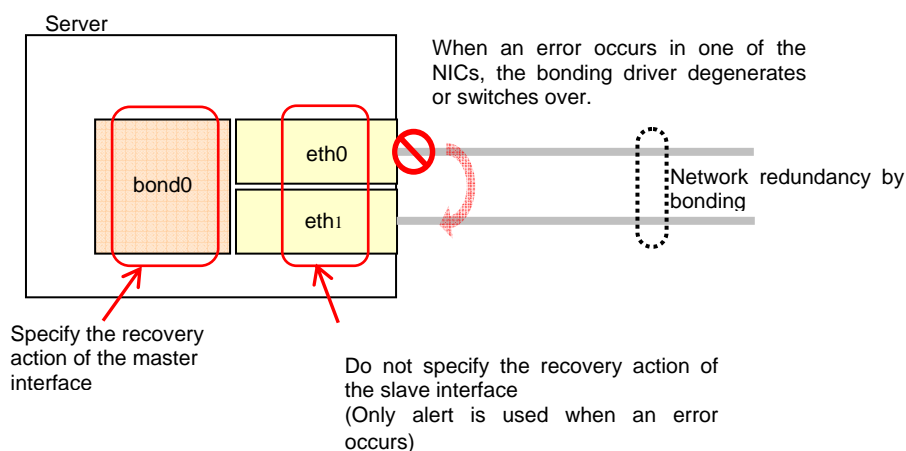 Server
When an error occurs in one of the
NICs, the bonding driver degenerates
or switches over.
bond0
eth0
eth1
Network redundancy by
bonding
Specify the recovery
action of the master
interface
Do not specify the recovery action of
the slave interface
(Only alert is used when an error
occurs)